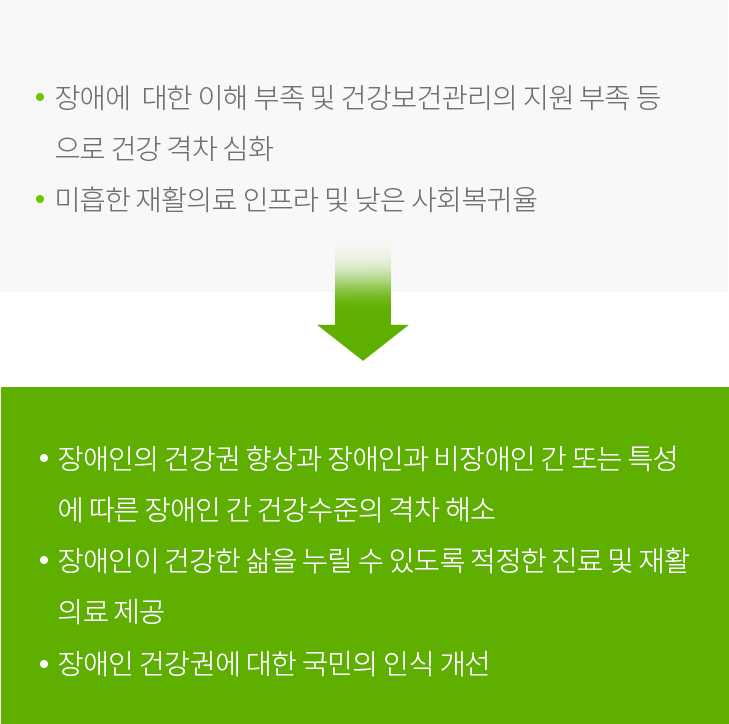 • 장애에 대한 이해 부족 및 건강보건관리의 지원 부족 등
으로 건강 격차 심화
• 미흡한 재활의료 인프라 및 낮은 사회복귀율
• 장애인의 건강권 향상과 장애인과 비장애인 간 또는 특성
에 따른 장애인 간 건강수준의 격차 해소
• 장애인이 건강한 삶을 누릴 수 있도록 적정한 진료 및 재활
의료 제공
• 장애인 건강권에 대한 국민의 인식 개선